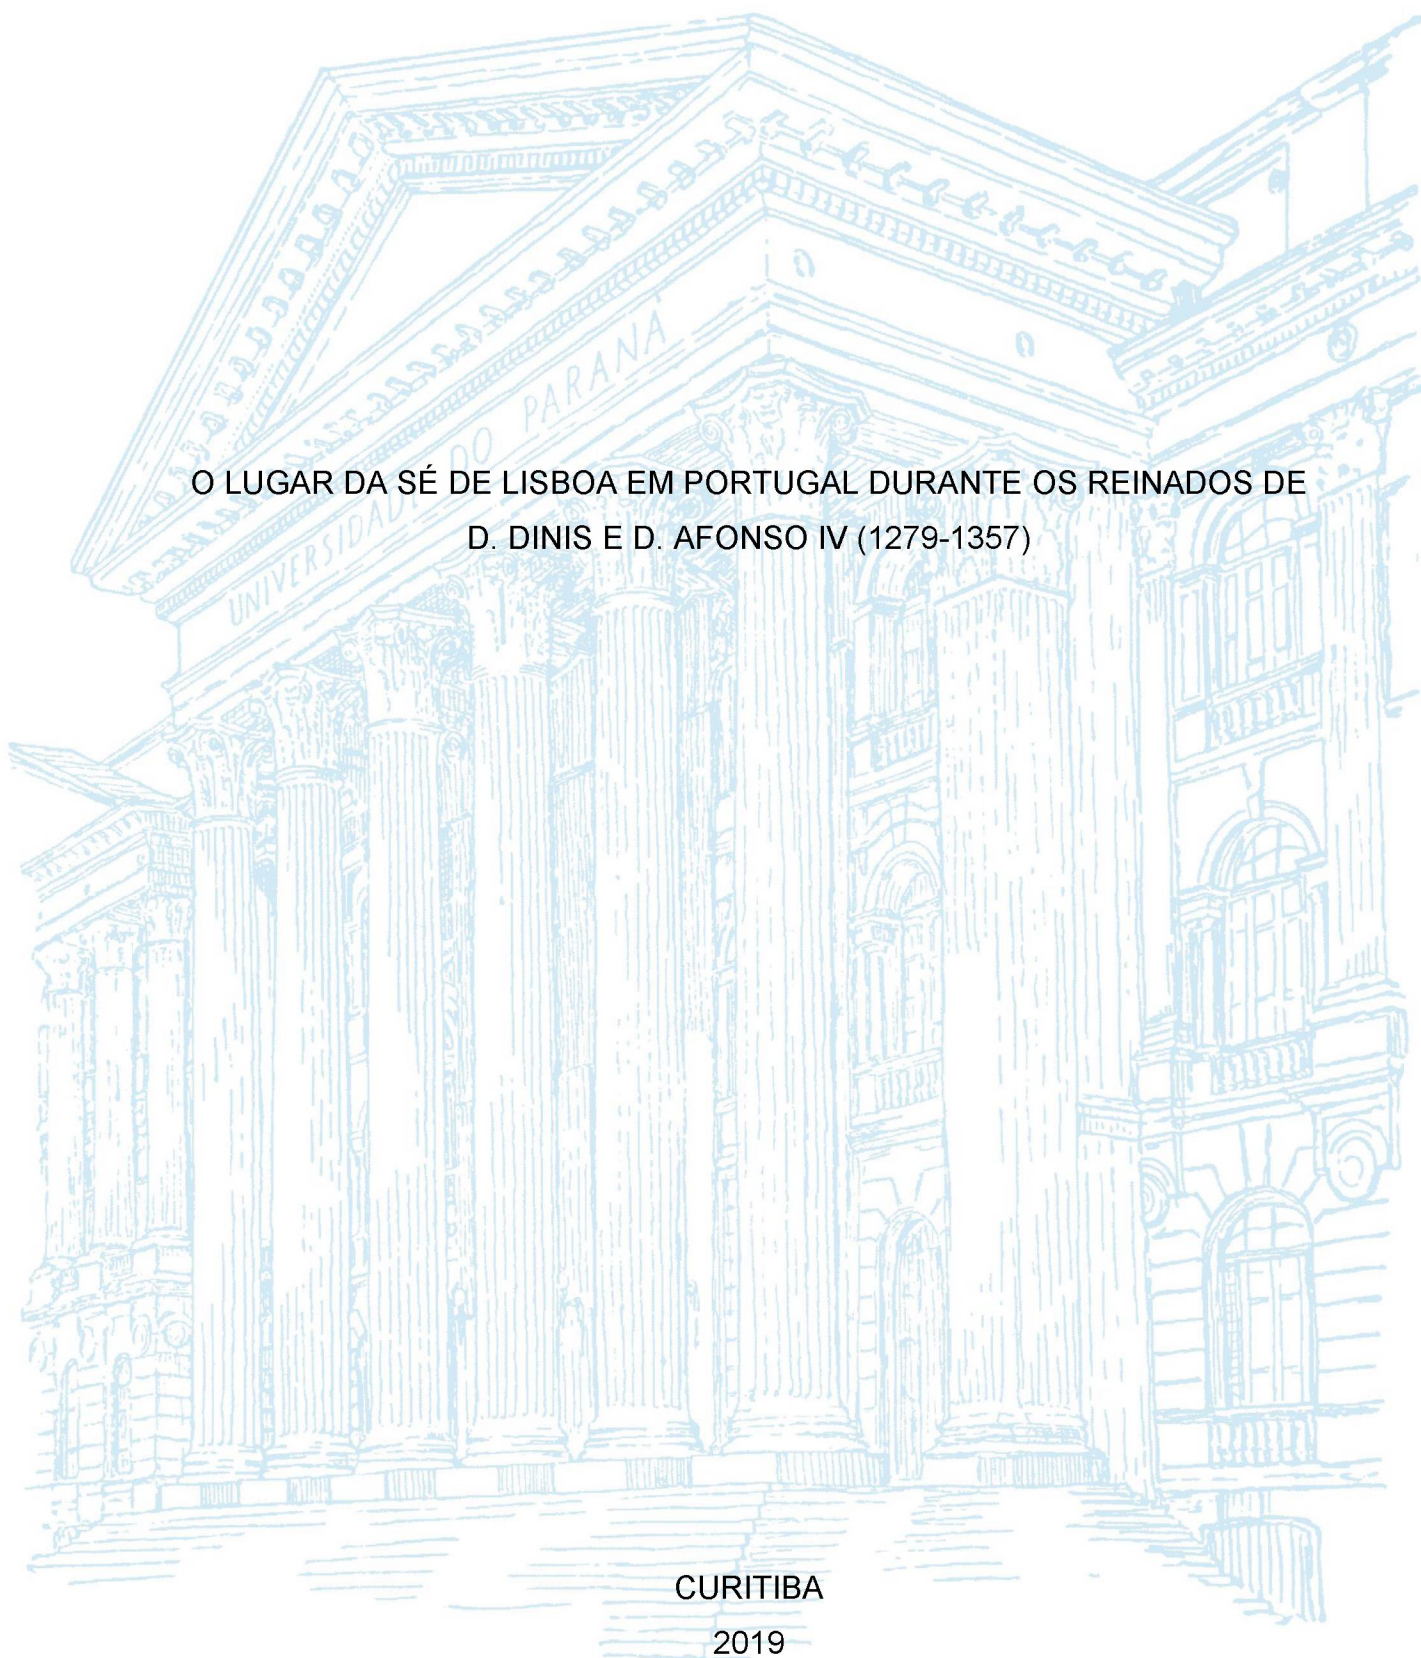 UNIVERSIDADE DO PARANÁ
O LUGAR DA SÉ DE LISBOA EM PORTUGAL DURANTE OS REINADOS DE
D. DINIS E D. AFONSO IV (1279-1357)
CURITIBA
2019